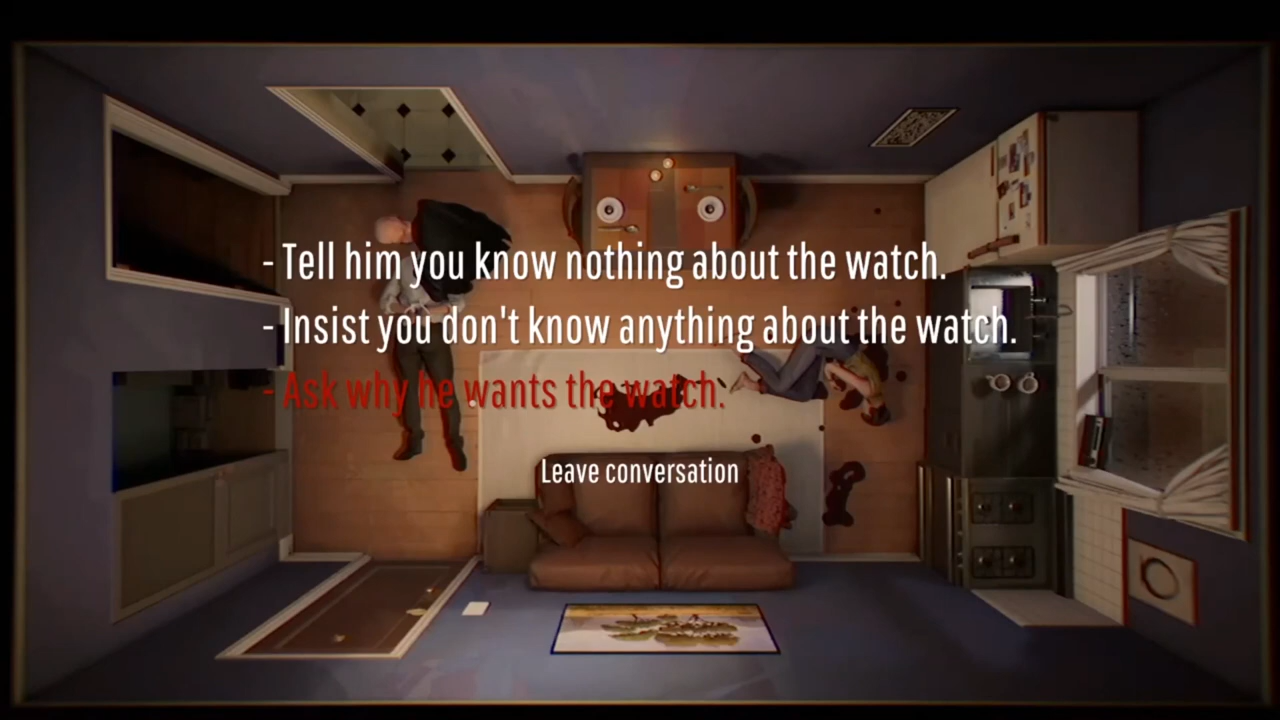 - Tell him you know nothing about the watch.
- Insist you don't know anything about the watch.
- Ask why he wants the watch.
Leave conversation